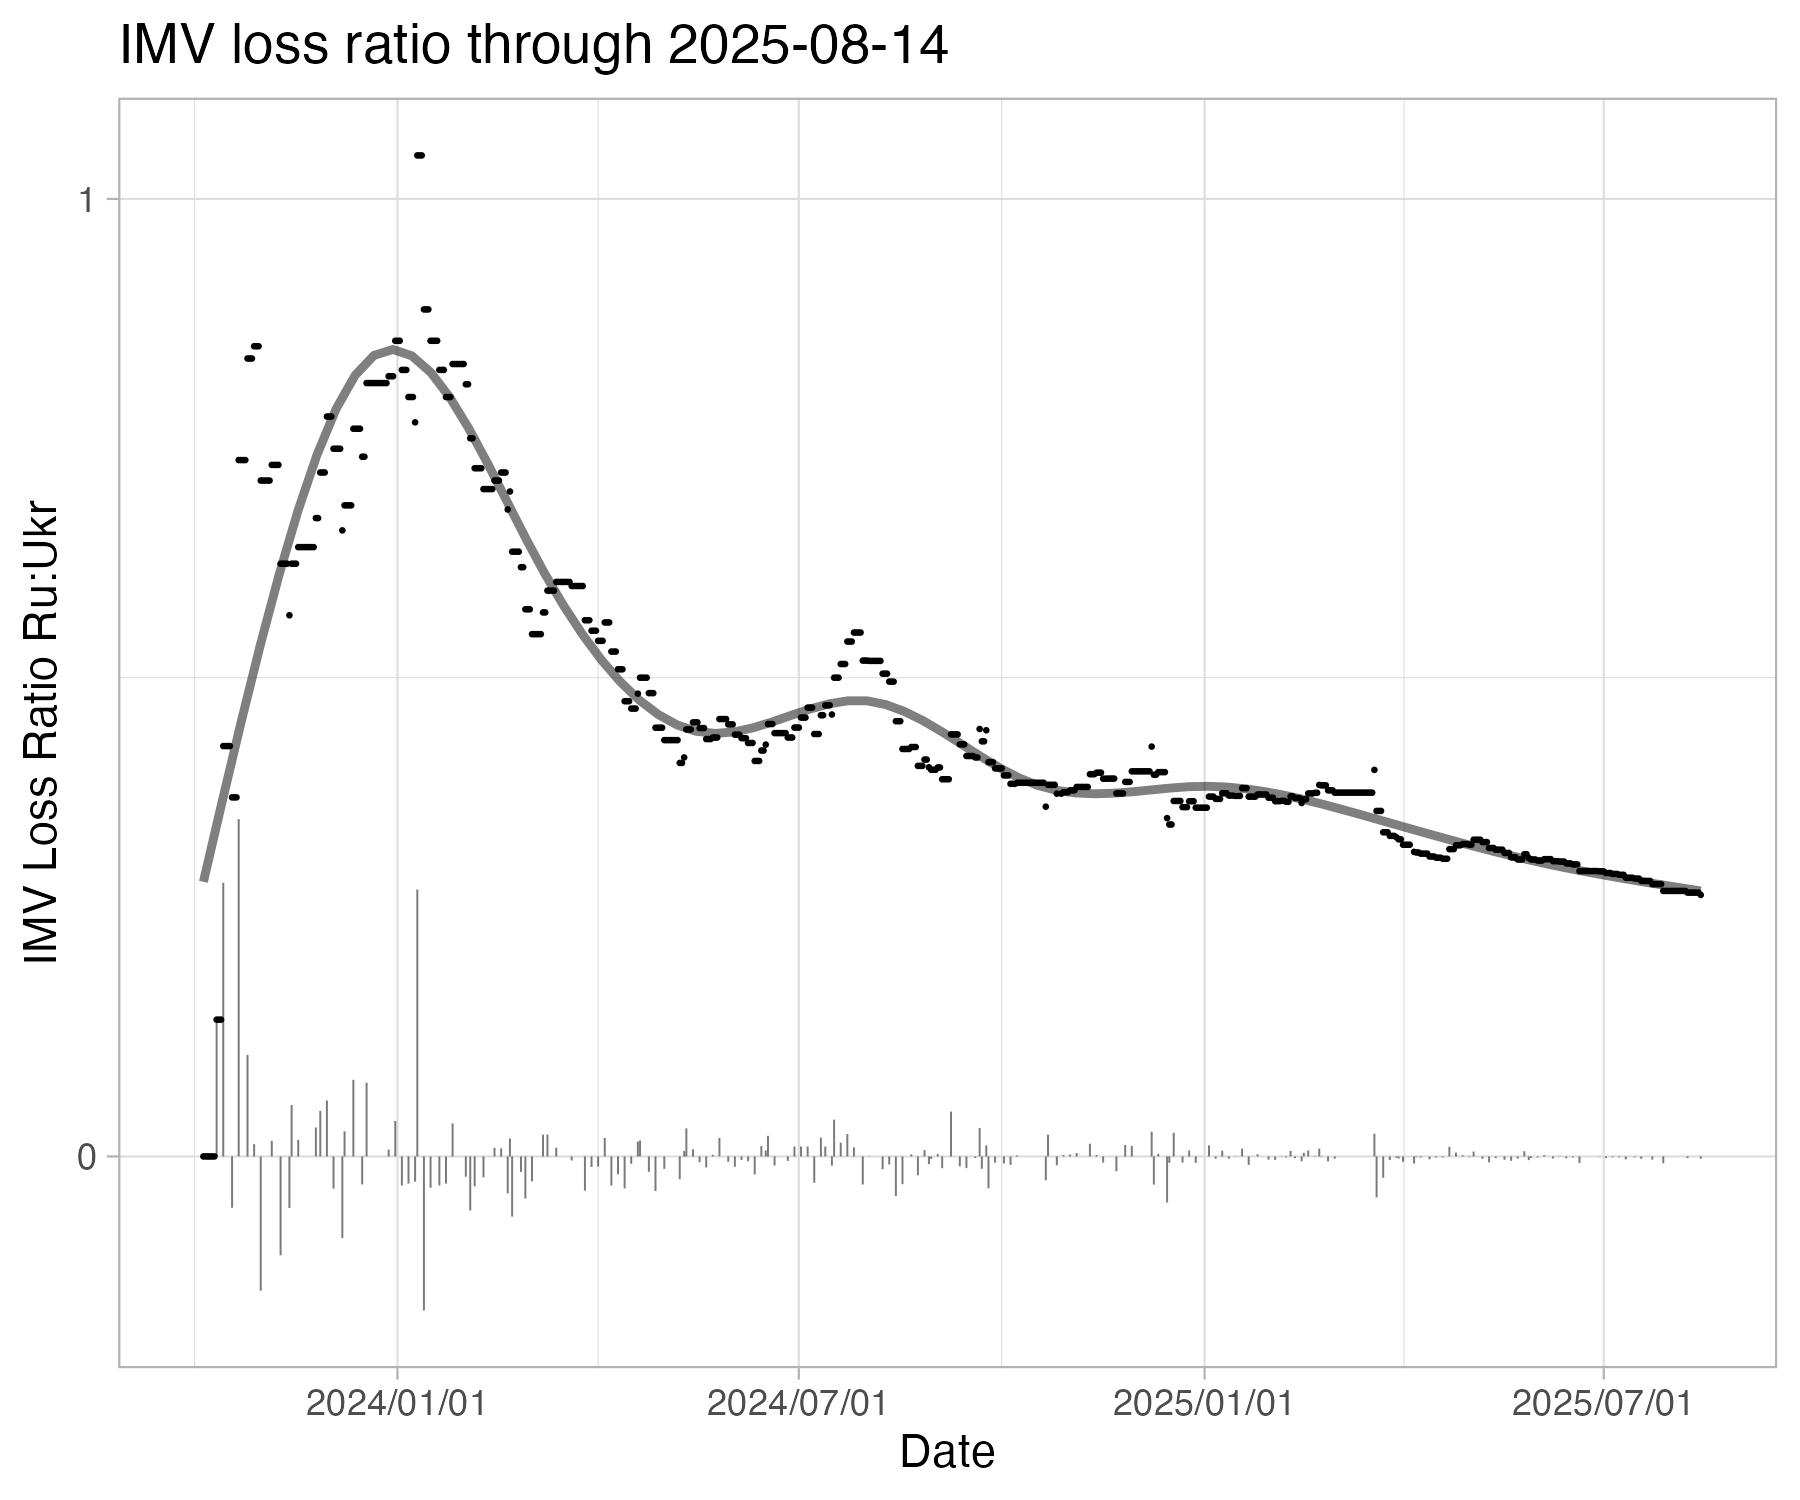 IMV loss ratio through 2025-08-14
IMV Loss Ratio Ru:Ukr
1
0
2024/01/01
2024/07/01
2025/01/01
2025/07/01
Date